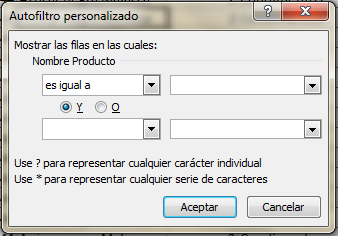 Autofiltro personalizado
Mostrar las filas en las cuales:
Nombre Producto
es igual a
Y O
Use ? para representar cualquier carácter individual
Use * para representar cualquier serie de caracteres
Aceptar Cancelar